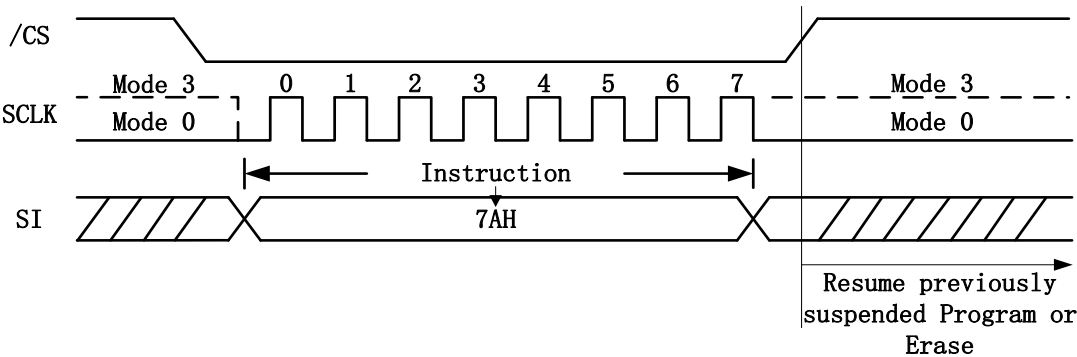 /CS
Mode 3 0 1 2 3 4 5 6 7 Mode 3
SCLK
Mode 0 Mode 0
Instruction
SI 7AH
Resume previously
suspended Program or
Erase